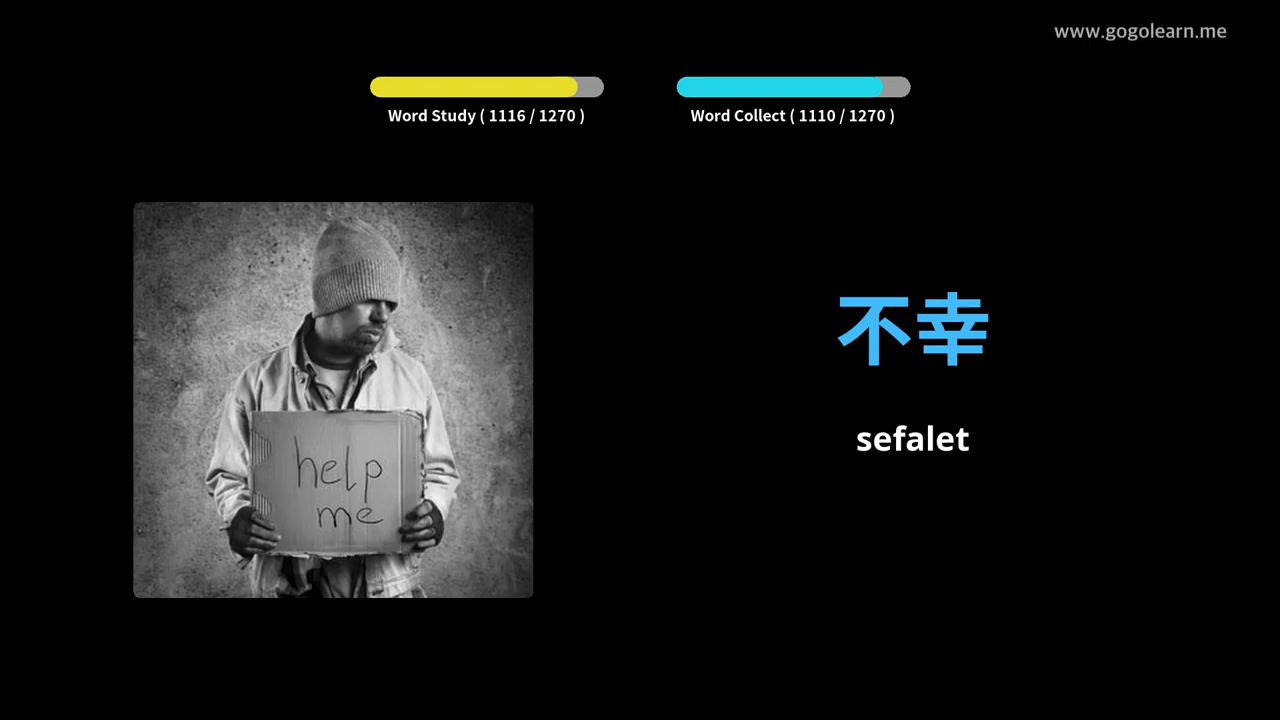 www.gogolearn.me
Word Study ( 1116 / 1270 )
Word Collect ( 1110 / 1270 )
help
me
不幸
sefalet